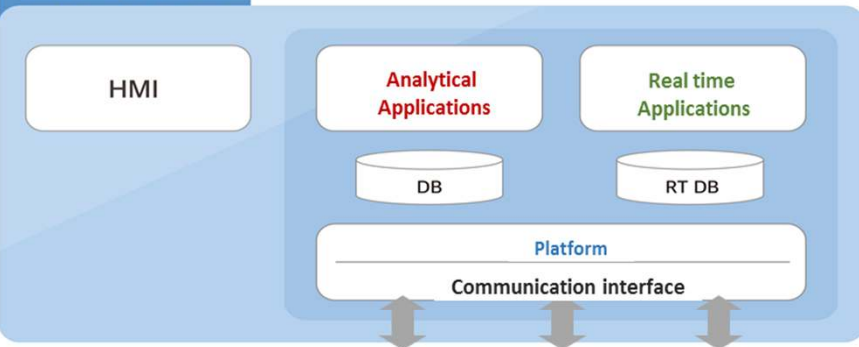 HMI
Analytical
Applications
Real time
Applications
DB
RT DB
Platform
Communication interface